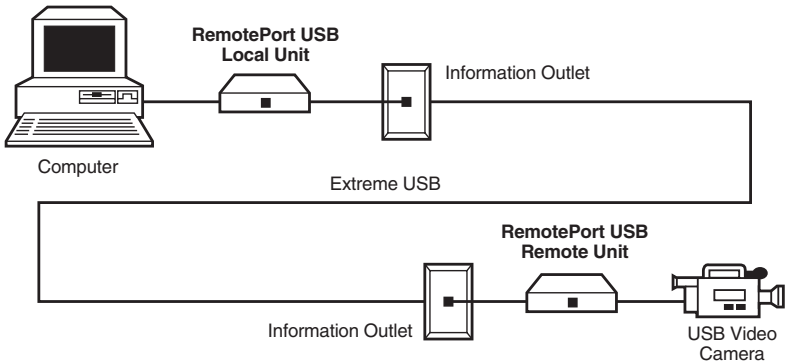 RemotePort USB
Local Unit
Information Outlet
Computer
Extreme USB
RemotePort USB
Remote Unit
Information Outlet
USB Video
Camera